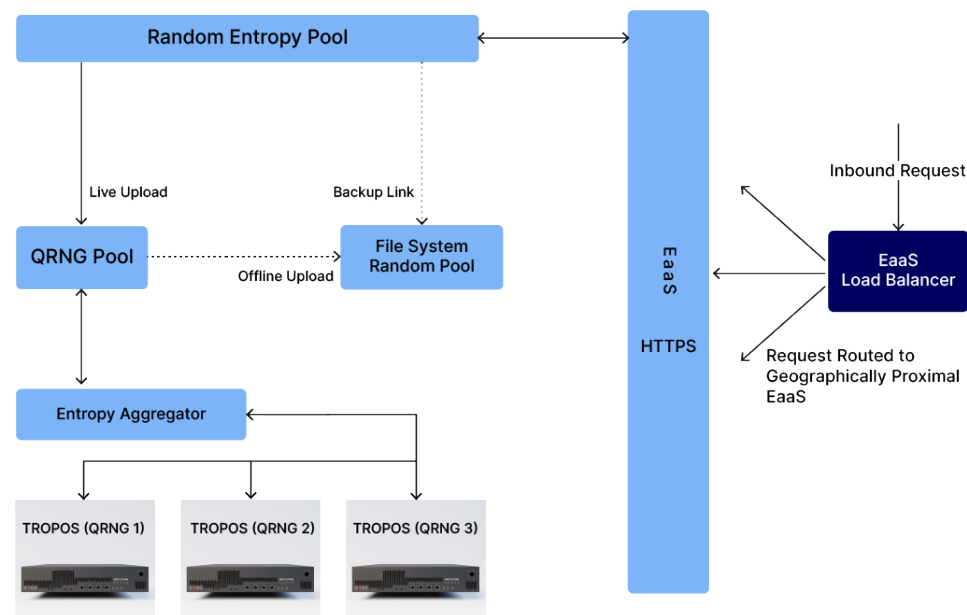 Random Entropy Pool
Live Upload
Backup Link
Inbound Request
QRNG Pool
File System
Random Pool
Offline Upload
EaaS
HTTPS
EaaS
Load Balancer
Request Routed to
Geographically Proximal
EaaS
Entropy Aggregator
TROPOS (QRNG 1)
TROPOS (QRNG 2)
TROPOS (QRNG 3)